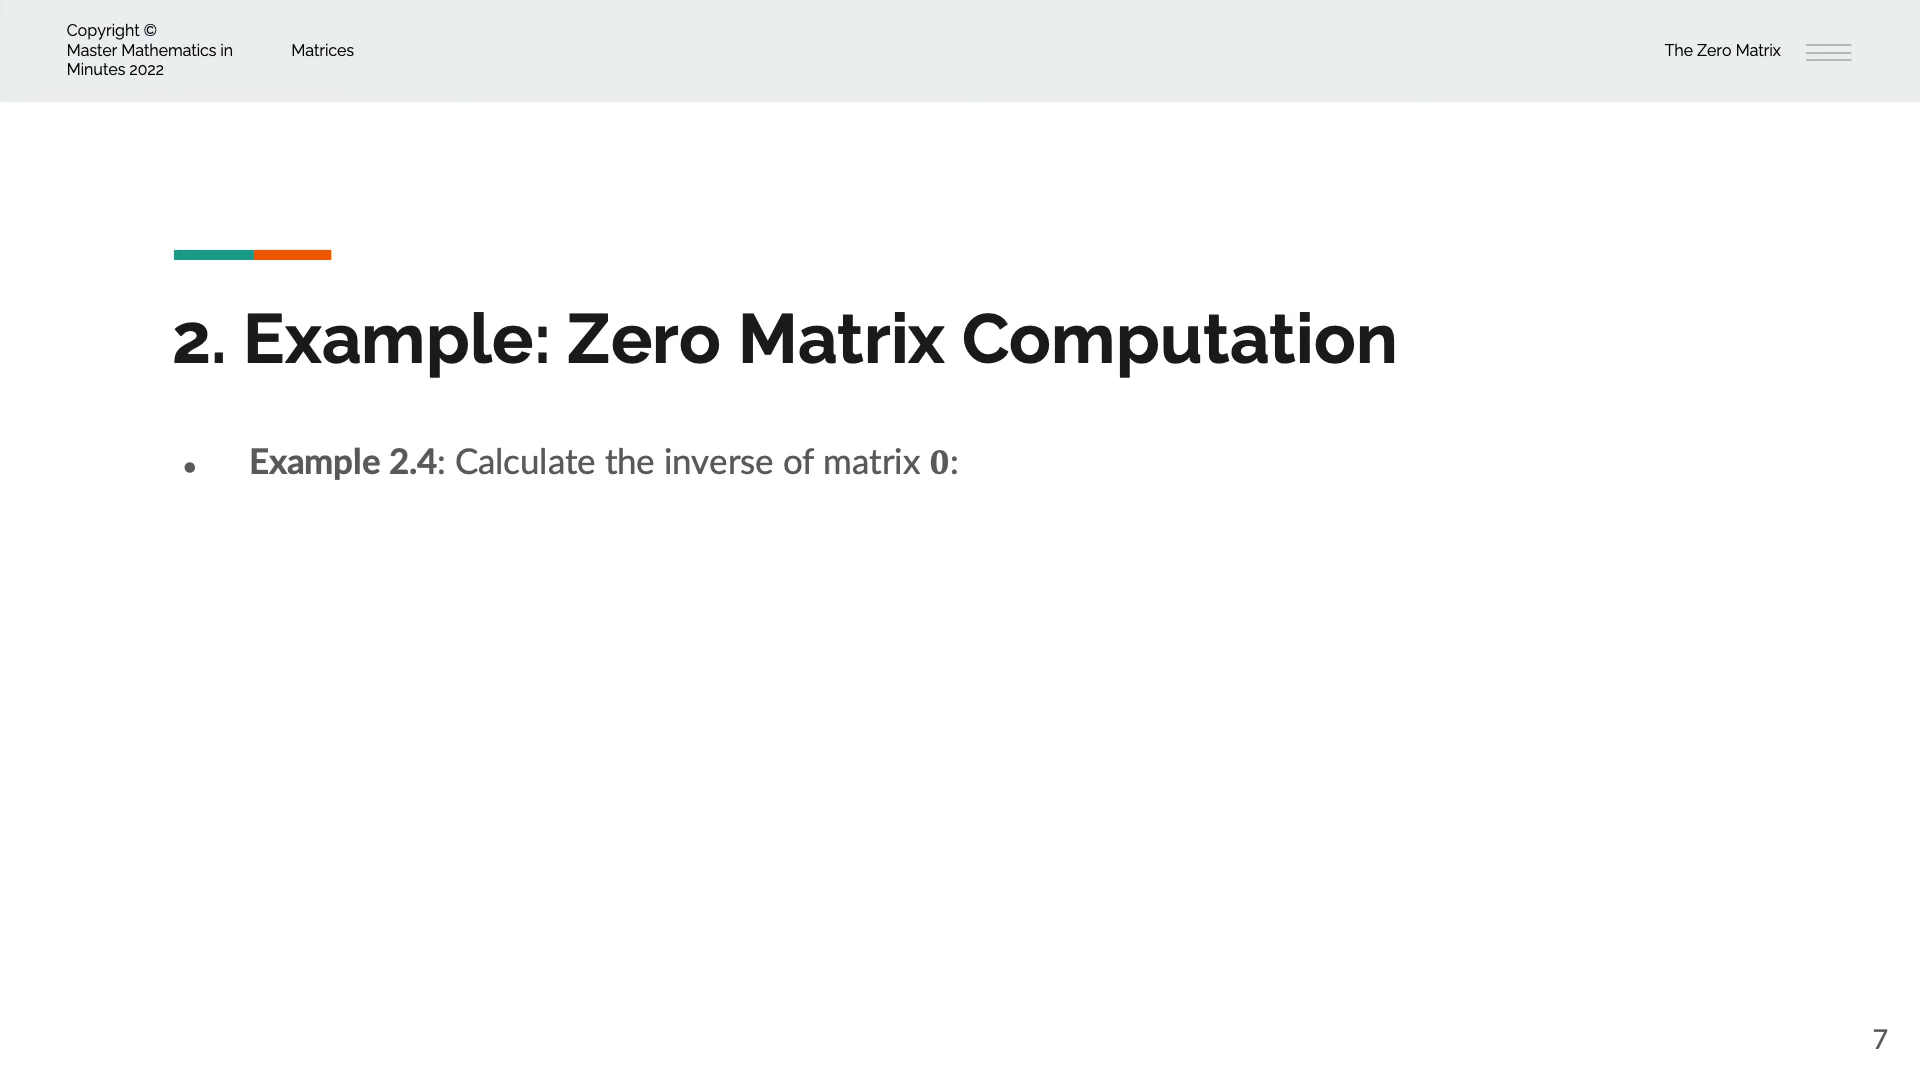 Copyright ©
Master Mathematics in
Minutes 2022
Matrices
The Zero Matrix
2. Example: Zero Matrix Computation
• Example 2.4: Calculate the inverse of matrix 0:
7